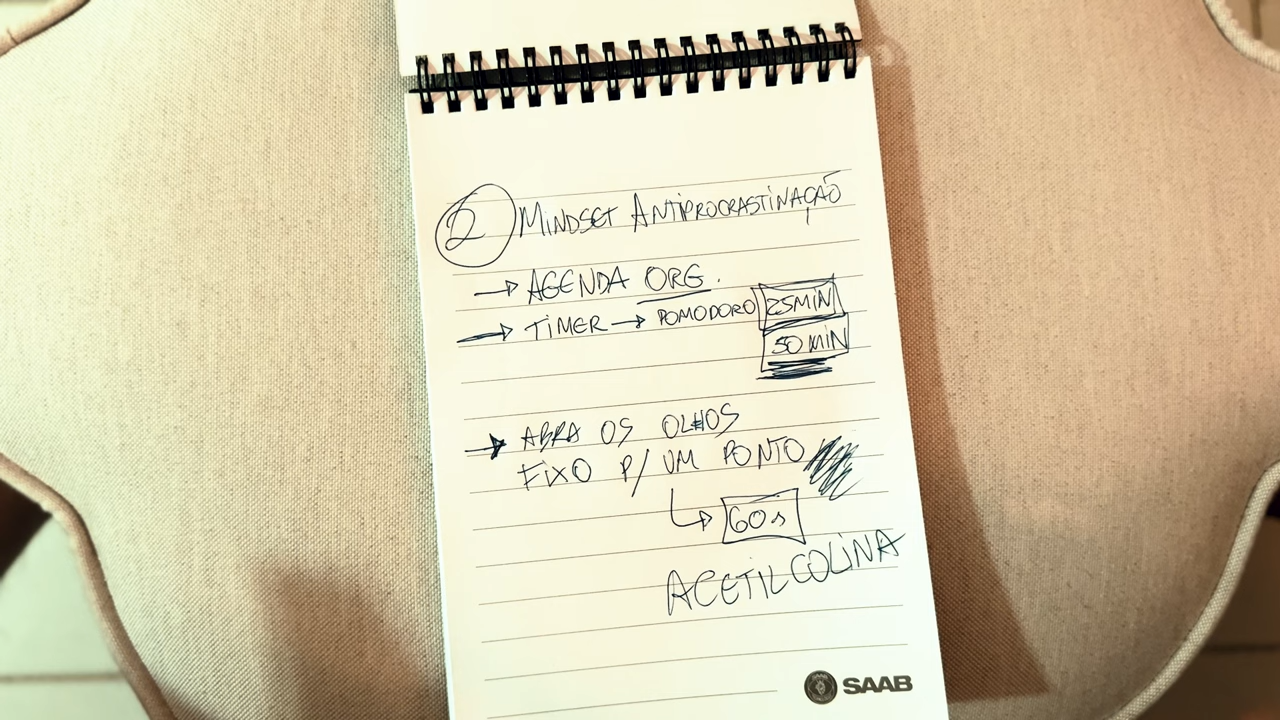 2 MINDSET ANTIPROCRASTINAÇÃO
→ AGENDA ORG.
→ TIMER → POMODORO 25MIN
50 MIN
→ ABRA OS OLHOS
FIXO P/ UM PONTO
↳ 60s
ACETILCOLINA
SAAB